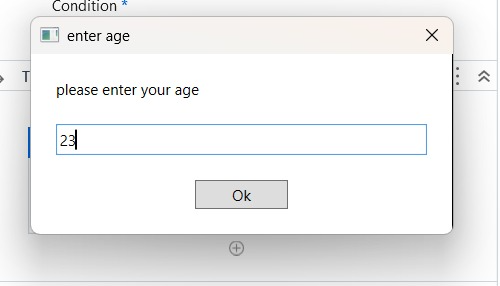 Condition *
enter age
T
please enter your age
23
Ok